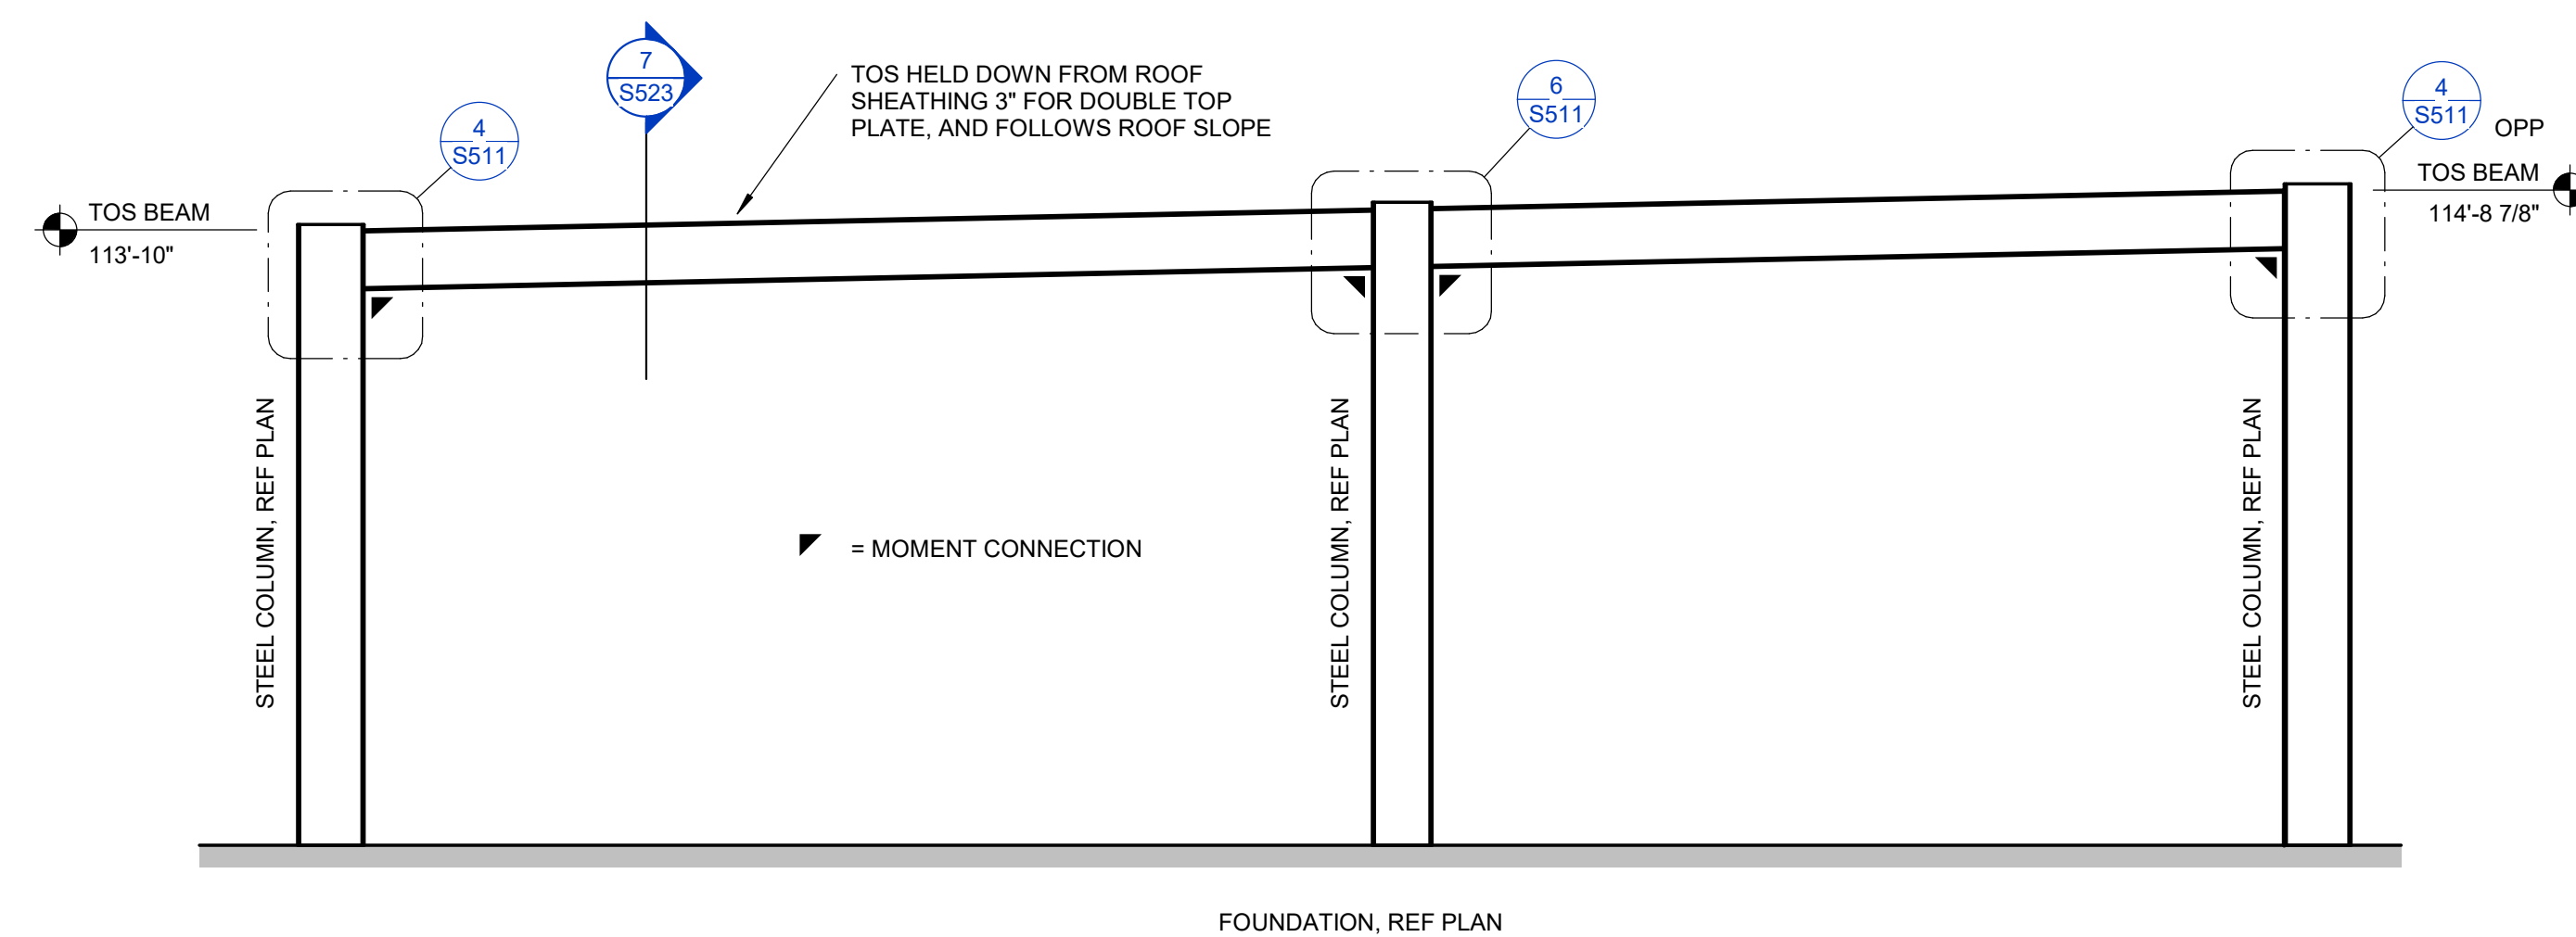 7
S523
TOS HELD DOWN FROM ROOF
SHEATHING 3" FOR DOUBLE TOP
PLATE, AND FOLLOWS ROOF SLOPE
6
S511
4
S511
OPP
4
S511
TOS BEAM
113'-10"
TOS BEAM
114'-8 7/8"
STEEL COLUMN, REF PLAN
STEEL COLUMN, REF PLAN
STEEL COLUMN, REF PLAN
= MOMENT CONNECTION
FOUNDATION, REF PLAN